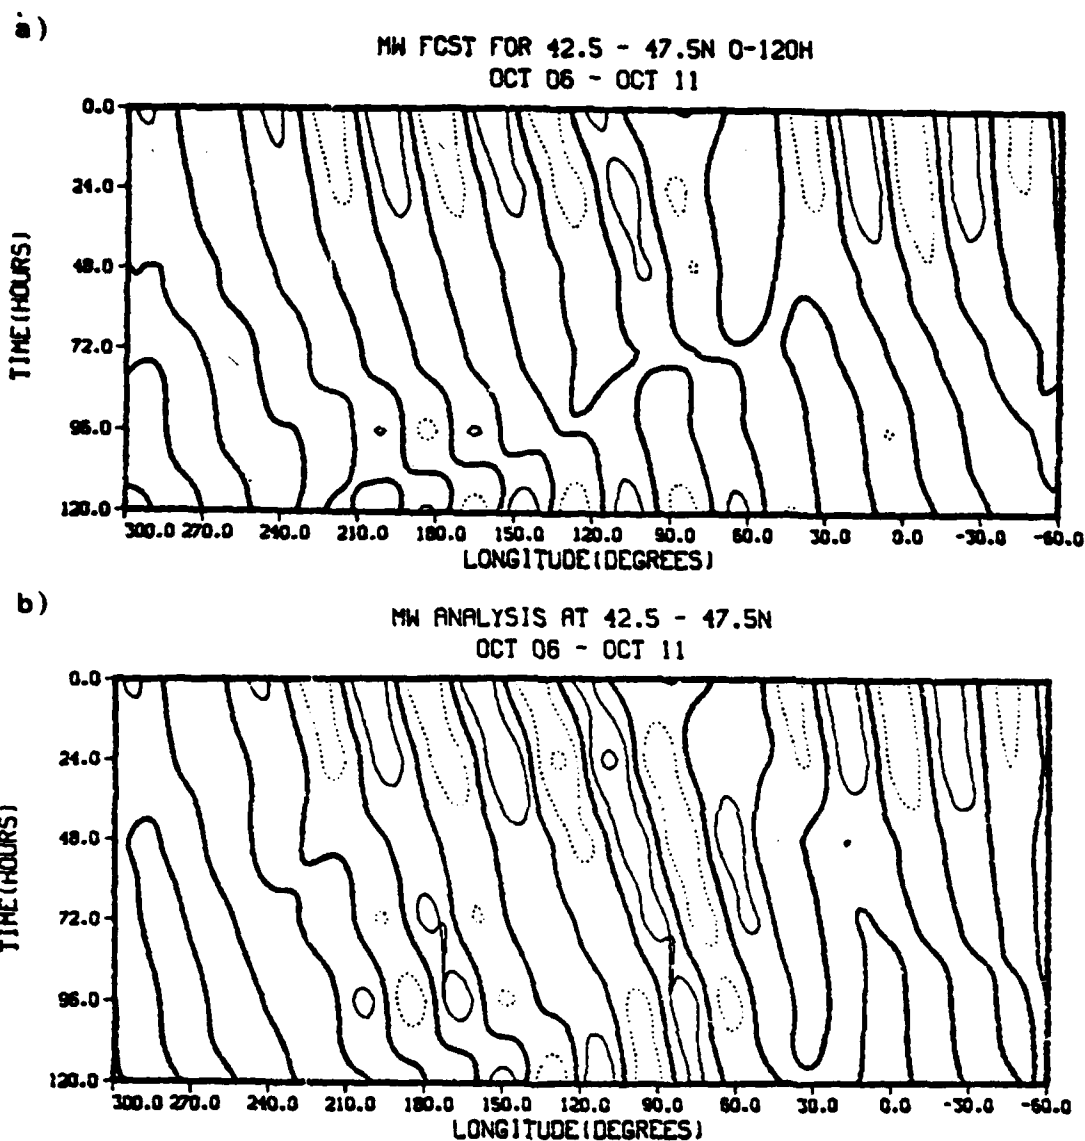 a)
MW FCST FOR 42.5 - 47.5N 0-120H
OCT 06 - OCT 11
TIME(HOURS)
0.0
24.0
48.0
72.0
96.0
120.0
300.0 270.0 240.0 210.0 180.0 150.0 120.0 90.0 60.0 30.0 0.0 -30.0 -60.0
LONGITUDE(DEGREES)
b)
MW ANALYSIS AT 42.5 - 47.5N
OCT 06 - OCT 11
TIME(HOURS)
0.0
24.0
48.0
72.0
96.0
120.0
300.0 270.0 240.0 210.0 180.0 150.0 120.0 90.0 60.0 30.0 0.0 -30.0 -60.0
LONGITUDE(DEGREES)